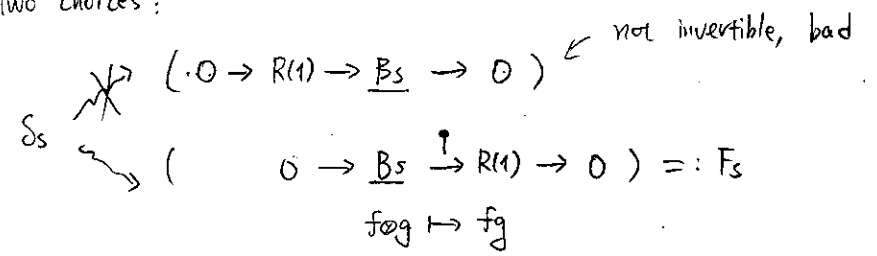 two choices:
not invertible, bad
(·0 → R(1) → Bs → 0)
δs
( 0 → Bs → R(1) → 0 ) =: Fs
f⊗g ↦ fg